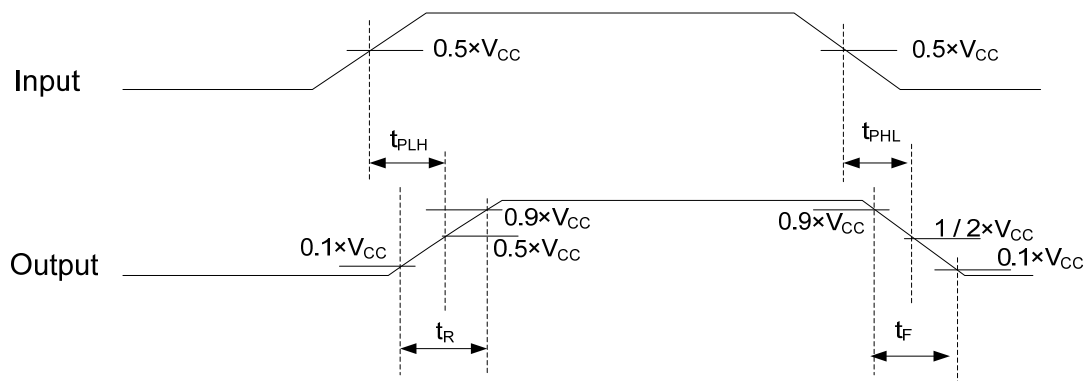 0.5×VCC
0.5×VCC
Input
tPLH
tPHL
0.9×VCC
0.9×VCC
1 / 2×VCC
0.1×VCC
0.5×VCC
0.1×VCC
Output
tR
tF